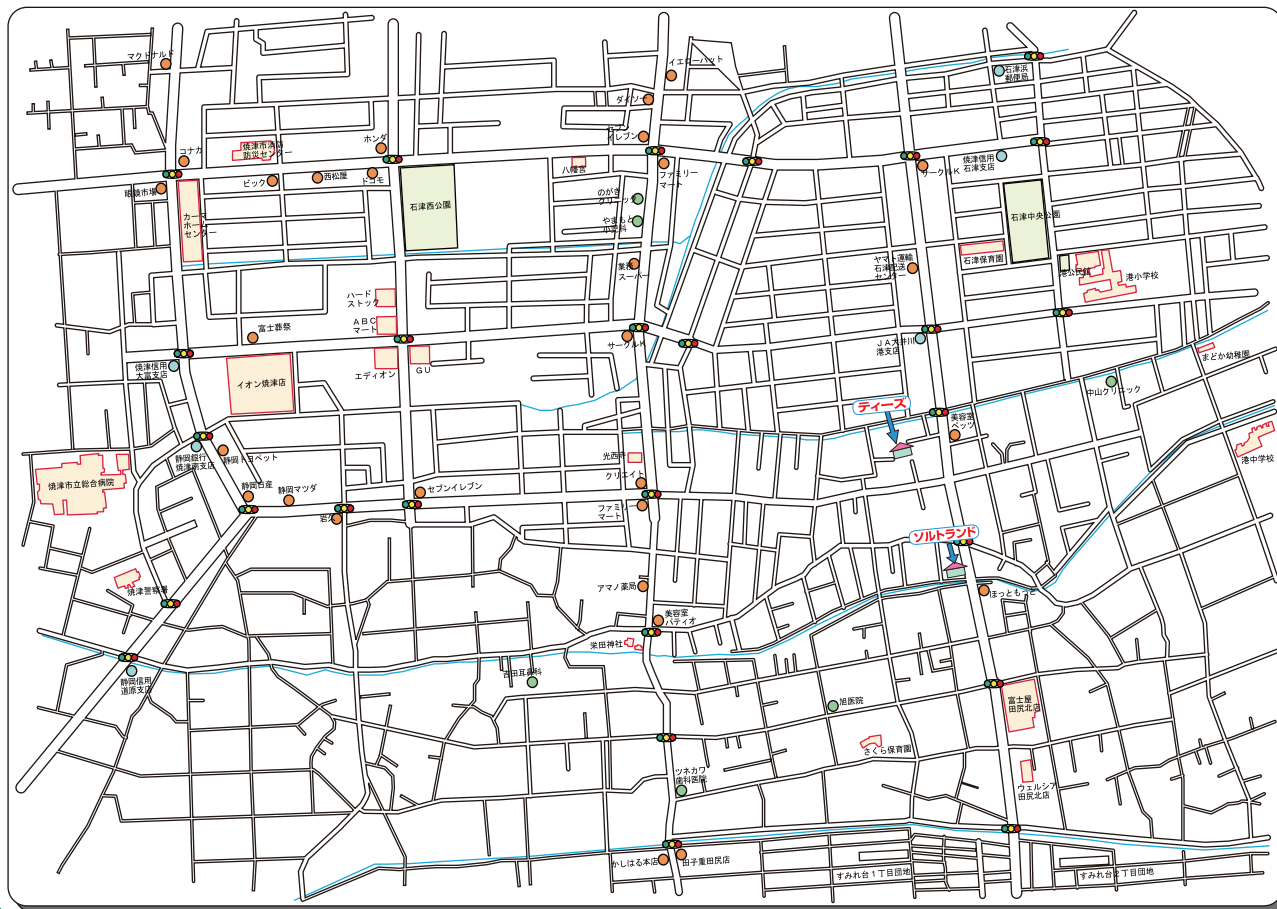 マクドナルド
イエローハット
石津浜
郵便局
ダイソー
セブン
イレブン
ホンダ
焼津市消防
防災センター
コナカ
八幡宮
ファミリー
マート
サークルK
焼津信用
石津支店
眼鏡市場
ビック
西松屋
ドコモ
のがき
クリニック
石津西公園
カーマ
ホーム
センター
やまもと
小児科
石津中央公園
業務
スーパー
ヤマト運輸
石津配送
センター
石津保育園
港公民館
港小学校
ハード
ストック
ABC
マート
富士葬祭
サークルK
JA大井川
港支店
まどか幼稚園
焼津信用
大富支店
イオン焼津店
エディオン
GU
中山クリニック
ティーズ
美容室
ベッツ
静岡銀行
焼津南支店
静岡トヨペット
光西寺
港中学校
焼津市立総合病院
クリエイト
静岡日産
静岡マツダ
セブンイレブン
岩久
ファミリー
マート
ソルトランド
焼津警察署
アマノ薬局
ほっともっと
美容室
パティオ
栄田神社
静岡信用
道原支店
吉田耳鼻科
旭医院
富士屋
田尻北店
さくら保育園
ツネカワ
歯科医院
ウェルシア
田尻北店
かしはる本店
田子重田尻店
すみれ台1丁目団地
すみれ台2丁目団地